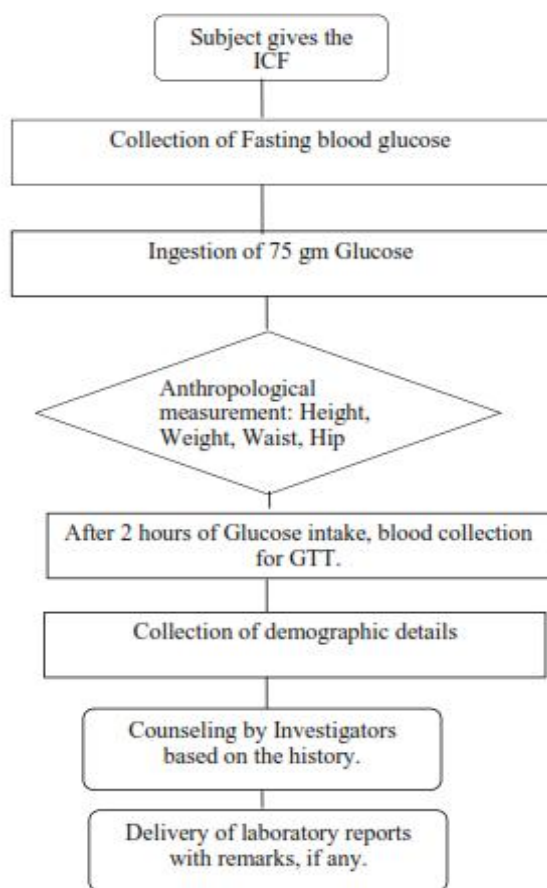 Subject gives the
ICF
Collection of Fasting blood glucose
Ingestion of 75 gm Glucose
Anthropological
measurement: Height,
Weight, Waist, Hip
After 2 hours of Glucose intake, blood collection
for GTT.
Collection of demographic details
Counseling by Investigators
based on the history.
Delivery of laboratory reports
with remarks, if any.